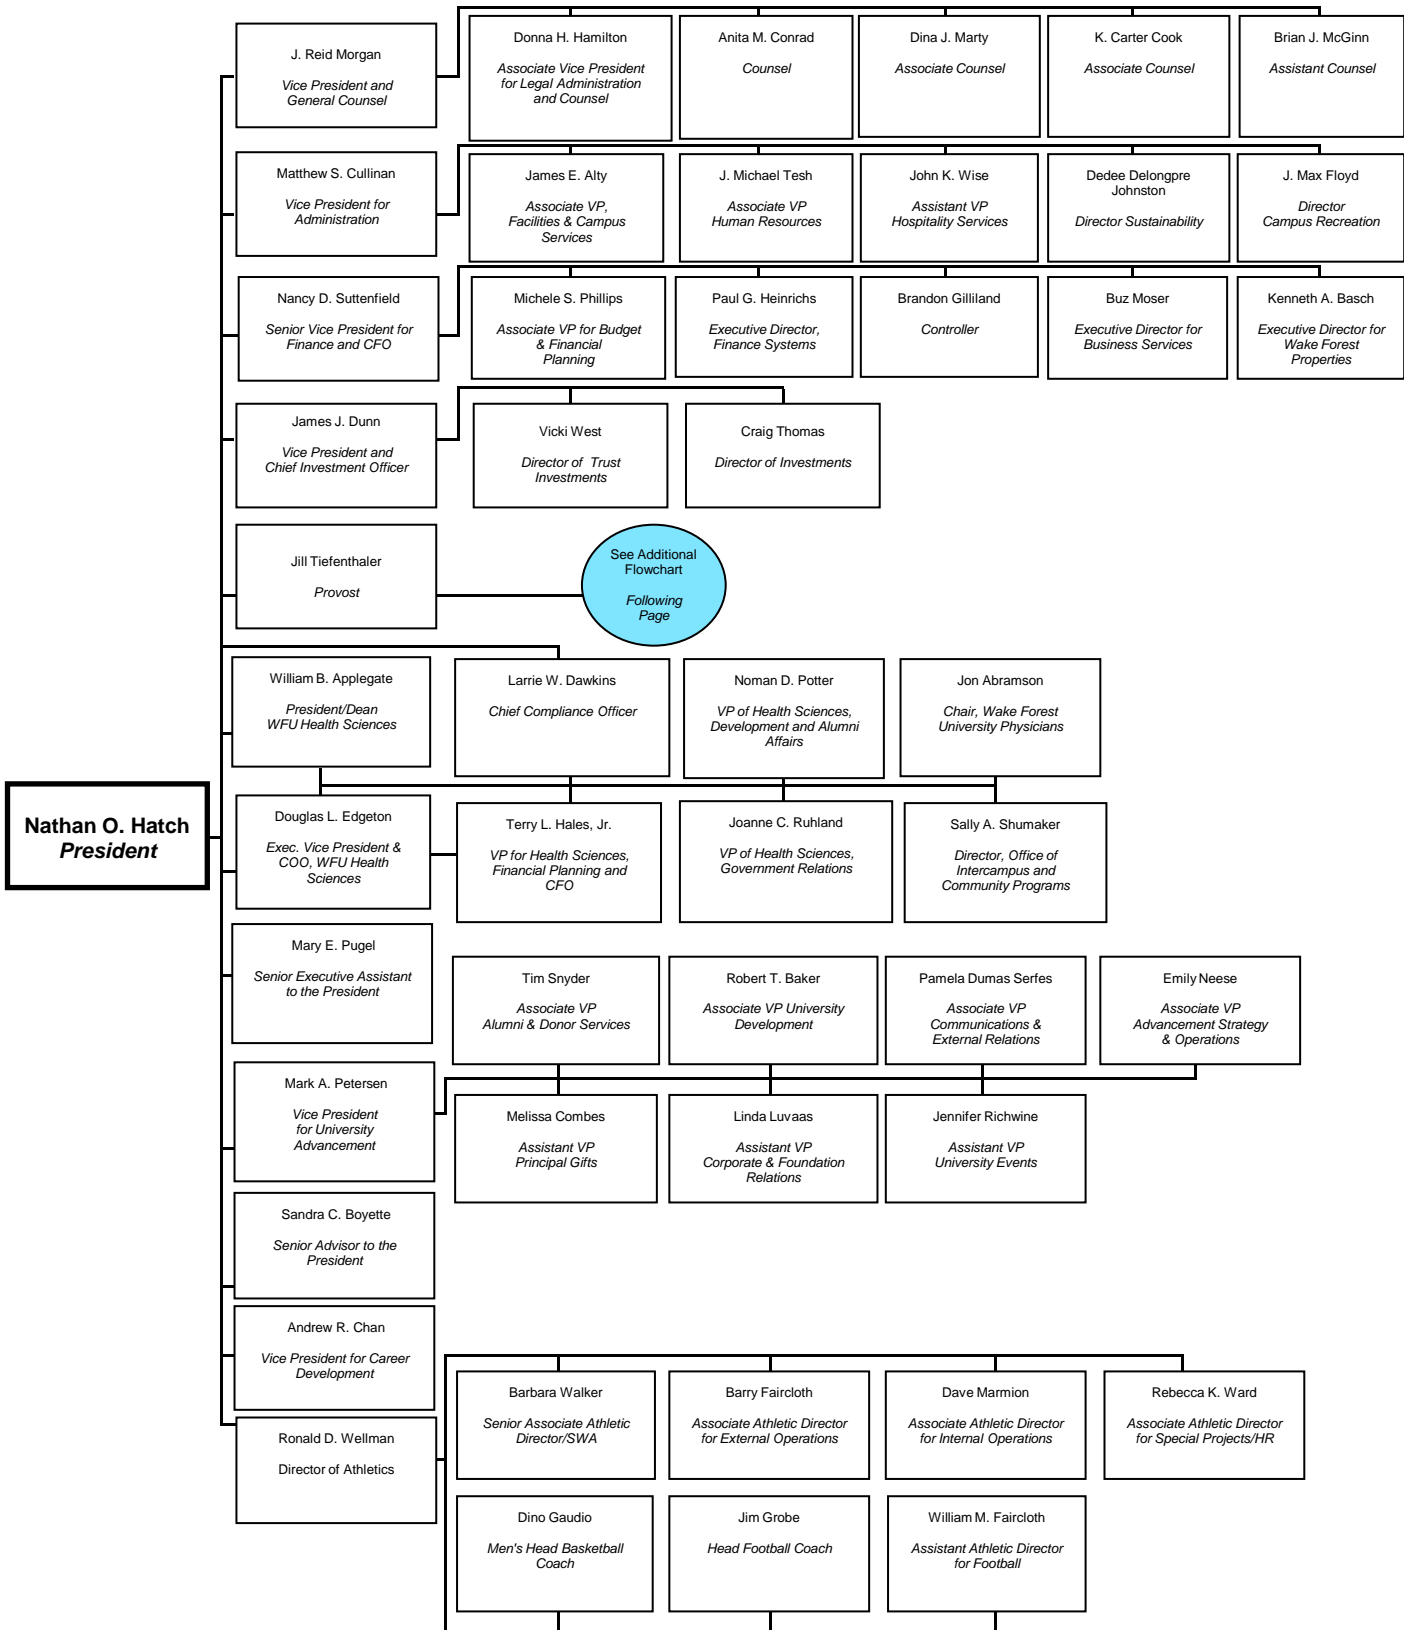 J. Reid Morgan
Vice President and
General Counsel
Donna H. Hamilton
Associate Vice President
for Legal Administration
and Counsel
Anita M. Conrad
Counsel
Dina J. Marty
Associate Counsel
K. Carter Cook
Associate Counsel
Brian J. McGinn
Assistant Counsel
Matthew S. Cullinan
Vice President for
Administration
James E. Alty
Associate VP,
Facilities & Campus
Services
J. Michael Tesh
Associate VP
Human Resources
John K. Wise
Assistant VP
Hospitality Services
Dedee Delongpre
Johnston
Director Sustainability
J. Max Floyd
Director
Campus Recreation
Nancy D. Suttenfield
Senior Vice President for
Finance and CFO
Michele S. Phillips
Associate VP for Budget
& Financial
Planning
Paul G. Heinrichs
Executive Director,
Finance Systems
Brandon Gilliland
Controller
Buz Moser
Executive Director for
Business Services
Kenneth A. Basch
Executive Director for
Wake Forest
Properties
James J. Dunn
Vice President and
Chief Investment Officer
Vicki West
Director of Trust
Investments
Craig Thomas
Director of Investments
Jill Tiefenthaler
Provost
See Additional
Flowchart
Following
Page
William B. Applegate
President/Dean
WFU Health Sciences
Larrie W. Dawkins
Chief Compliance Officer
Noman D. Potter
VP of Health Sciences,
Development and Alumni
Affairs
Jon Abramson
Chair, Wake Forest
University Physicians
Nathan O. Hatch
President
Douglas L. Edgeton
Exec. Vice President &
COO, WFU Health
Sciences
Terry L. Hales, Jr.
VP for Health Sciences,
Financial Planning and
CFO
Joanne C. Ruhland
VP of Health Sciences,
Government Relations
Sally A. Shumaker
Director, Office of
Intercampus and
Community Programs
Mary E. Pugel
Senior Executive Assistant
to the President
Tim Snyder
Associate VP
Alumni & Donor Services
Robert T. Baker
Associate VP University
Development
Pamela Dumas Serfes
Associate VP
Communications &
External Relations
Emily Neese
Associate VP
Advancement Strategy
& Operations
Mark A. Petersen
Vice President
for University
Advancement
Melissa Combes
Assistant VP
Principal Gifts
Linda Luvaas
Assistant VP
Corporate & Foundation
Relations
Jennifer Richwine
Assistant VP
University Events
Sandra C. Boyette
Senior Advisor to the
President
Andrew R. Chan
Vice President for Career
Development
Ronald D. Wellman
Director of Athletics
Barbara Walker
Senior Associate Athletic
Director/SWA
Barry Faircloth
Associate Athletic Director
for External Operations
Dave Marmion
Associate Athletic Director
for Internal Operations
Rebecca K. Ward
Associate Athletic Director
for Special Projects/HR
Dino Gaudio
Men's Head Basketball
Coach
Jim Grobe
Head Football Coach
William M. Faircloth
Assistant Athletic Director
for Football